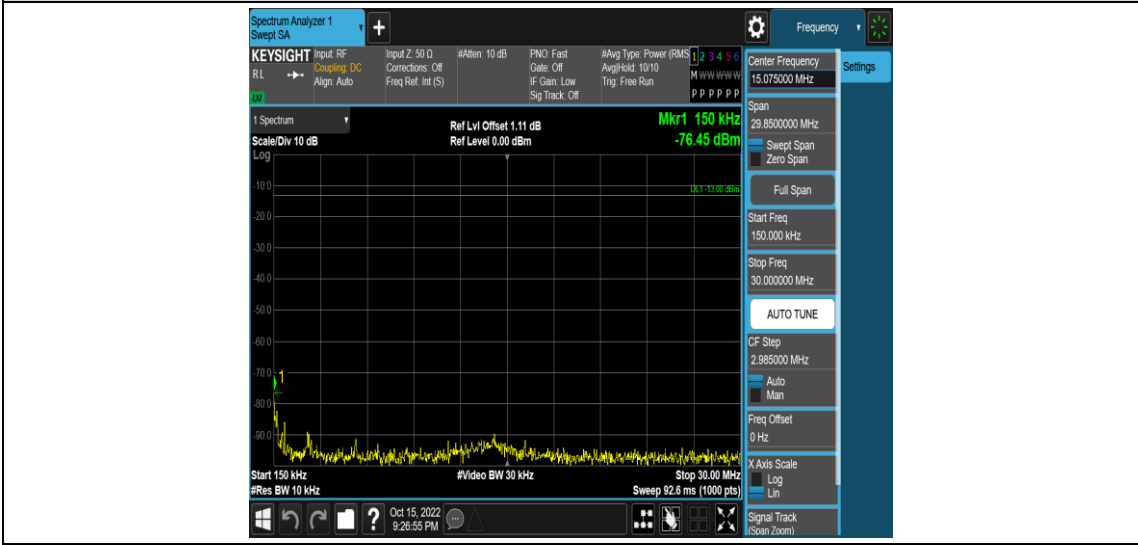 Spectrum Analyzer 1
Swept SA
+
Frequency
KEYSIGHT
RL
LM
Input: RF
Coupling: DC
Align: Auto
Input Z: 50 Ω
Corrections: Off
Freq Ref: Int (S)
#Atten: 10 dB
PNO: Fast
Gate: Off
IF Gain: Low
Sig Track: Off
#Avg Type: Power (RMS
Avg|Hold: 10/10
Trig: Free Run
1 2 3 4 5 6
M W W W W W
P P P P P P
1 Spectrum
Scale/Div 10 dB
Log
Ref Lvl Offset 1.11 dB
Ref Level 0.00 dBm
Mkr1 150 kHz
-76.45 dBm
DL1 -13.00 dBm
-10.0
-20.0
-30.0
-40.0
-50.0
-60.0
-70.0
1
-80.0
-90.0
Start 150 kHz
#Res BW 10 kHz
#Video BW 30 kHz
Stop 30.00 MHz
Sweep 92.6 ms (1000 pts)
Center Frequency
15.075000 MHz
Settings
Span
29.8500000 MHz
Swept Span
Zero Span
Full Span
Start Freq
150.000 kHz
Stop Freq
30.000000 MHz
AUTO TUNE
CF Step
2.985000 MHz
Auto
Man
Freq Offset
0 Hz
X Axis Scale
Log
Lin
Signal Track
(Span Zoom)
?
Oct 15, 2022
9:26:55 PM